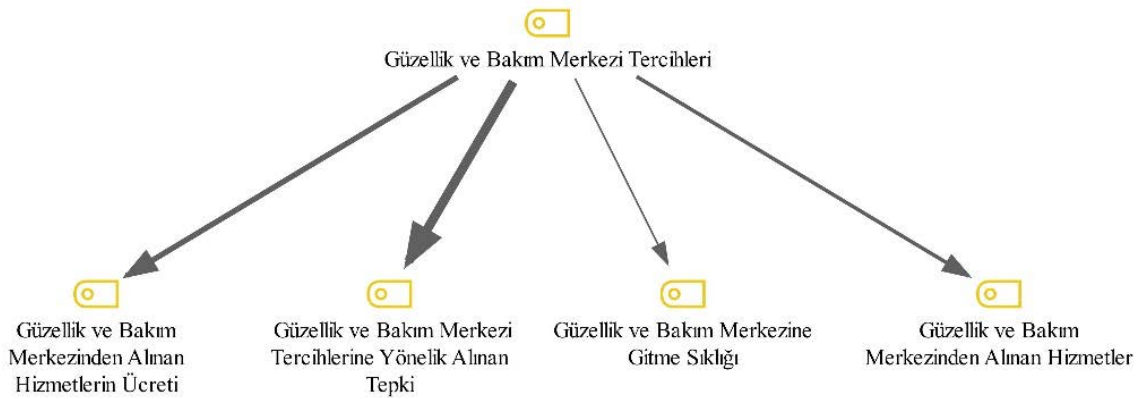 Güzellik ve Bakım Merkezi Tercihleri
Güzellik ve Bakım
Merkezinden Alınan
Hizmetlerin Ücreti
Güzellik ve Bakım Merkezi
Tercihlerine Yönelik Alınan
Tepki
Güzellik ve Bakım Merkezine
Gitme Sıklığı
Güzellik ve Bakım
Merkezinden Alınan Hizmetler